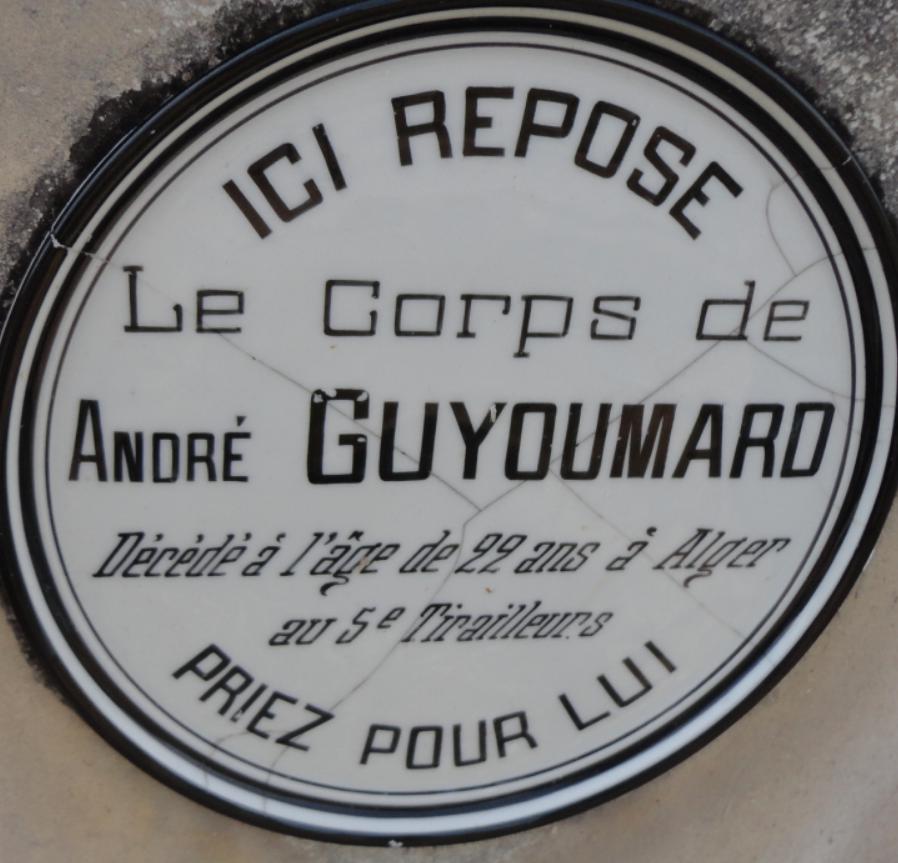 ICI REPOSE
Le Corps de
ANDRÉ GUYOUMARD
Décédé à l'âge de 22 ans à Alger
au 5e Tirailleurs
PRIEZ POUR LUI